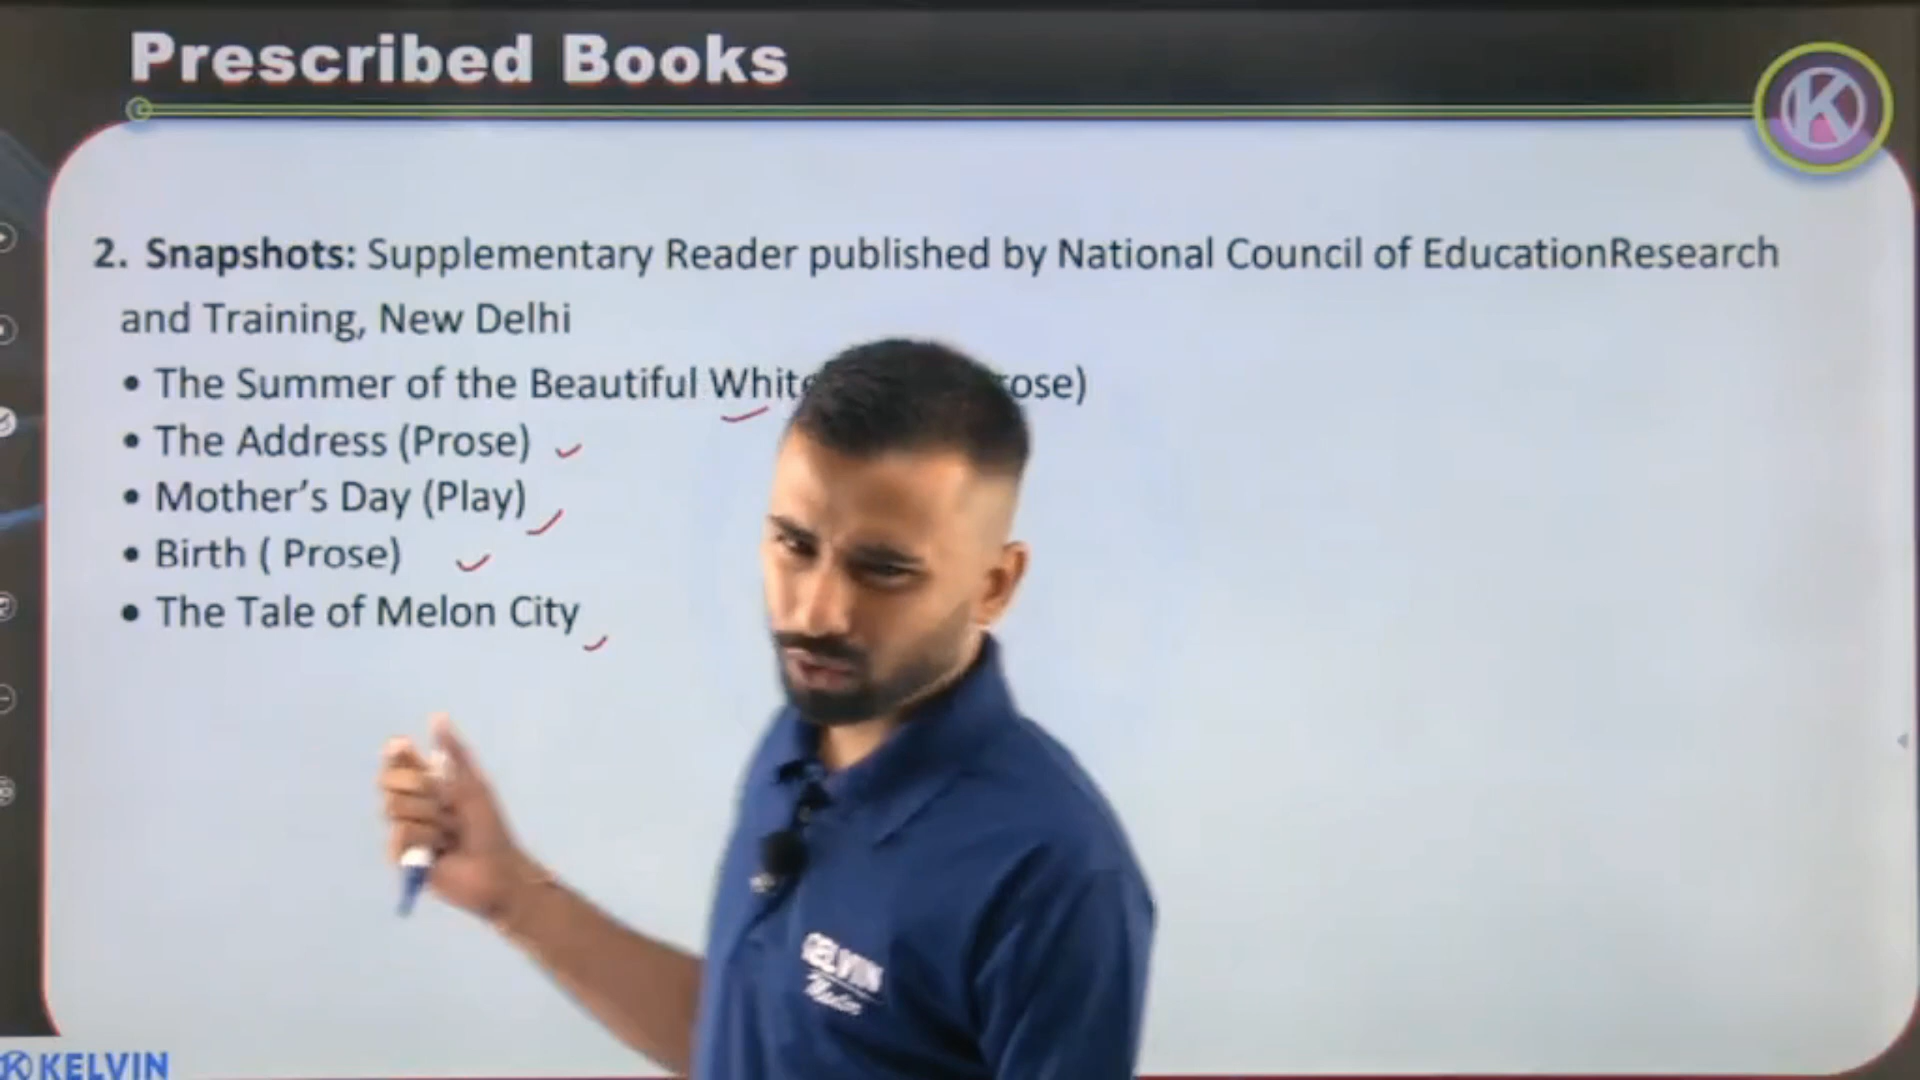 Prescribed Books
K
2. Snapshots: Supplementary Reader published by National Council of EducationResearch
and Training, New Delhi
• The Summer of the Beautiful White ose)
• The Address (Prose)
• Mother's Day (Play)
• Birth ( Prose)
• The Tale of Melon City
KELVIN
KELVIN